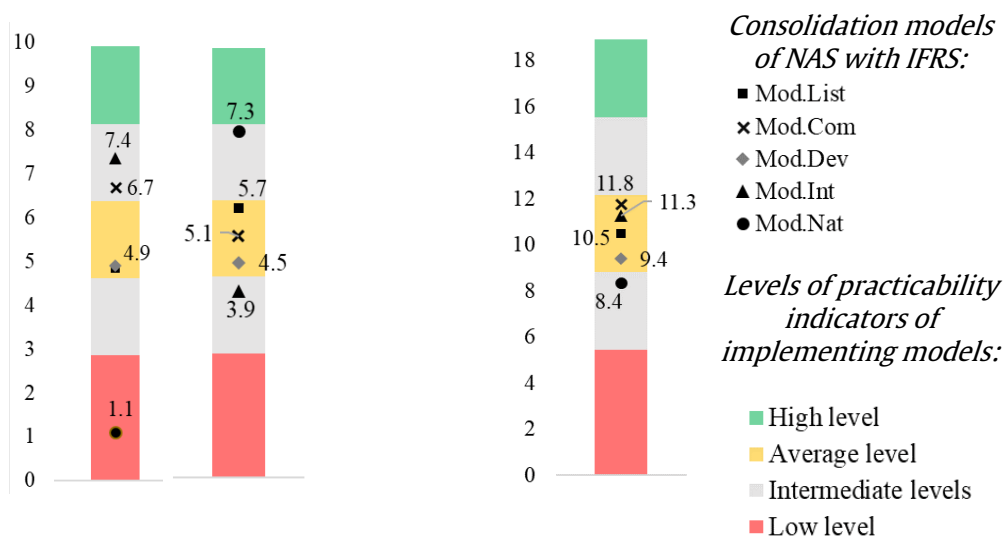 10
9
8
7
6
5
4
3
2
1
0
7.4
6.7
4.9
1.1
7.3
5.7
5.1
4.5
3.9
18
16
14
12
10
8
6
4
2
0
11.8
11.3
10.5
9.4
8.4
Consolidation models
of NAS with IFRS:
Mod.List
Mod.Com
Mod.Dev
Mod.Int
Mod.Nat
Levels of practicability
indicators of
implementing models:
High level
Average level
Intermediate levels
Low level